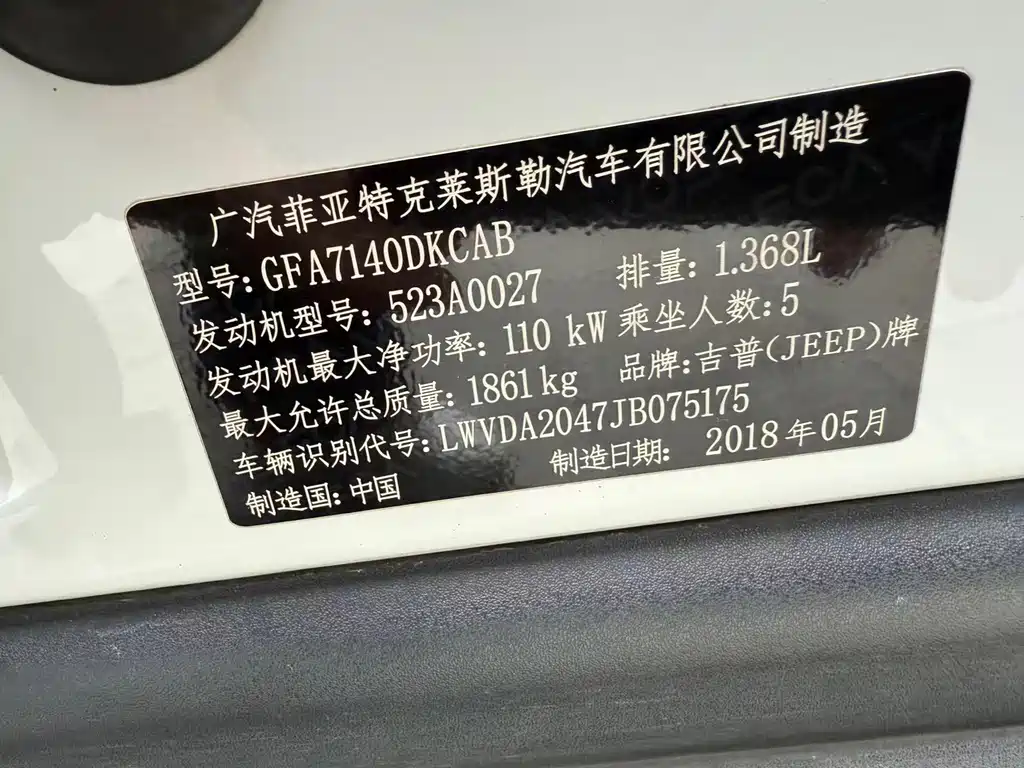 广汽菲亚特克莱斯勒汽车有限公司制造
型号: GFA7140DKCAB
发动机型号: 523A0027 排量: 1.368L
发动机最大净功率: 110 kW 乘坐人数: 5
最大允许总质量: 1861kg 品牌: 吉普(JEEP)牌
车辆识别代号: LWVDA2047JB075175
制造国: 中国 制造日期: 2018年05月